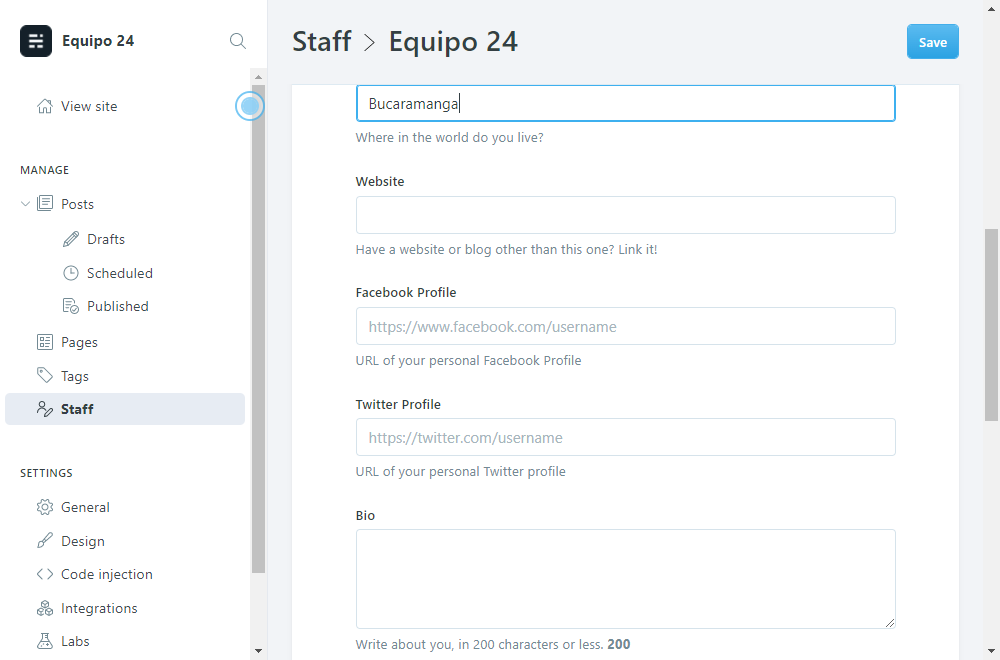 Equipo 24
View site
MANAGE
Posts
Drafts
Scheduled
Published
Pages
Tags
Staff
SETTINGS
General
Design
Code injection
Integrations
Labs
Staff > Equipo 24
Save
Bucaramanga
Where in the world do you live?
Website
Have a website or blog other than this one? Link it!
Facebook Profile
https://www.facebook.com/username
URL of your personal Facebook Profile
Twitter Profile
https://twitter.com/username
URL of your personal Twitter profile
Bio
Write about you, in 200 characters or less. 200